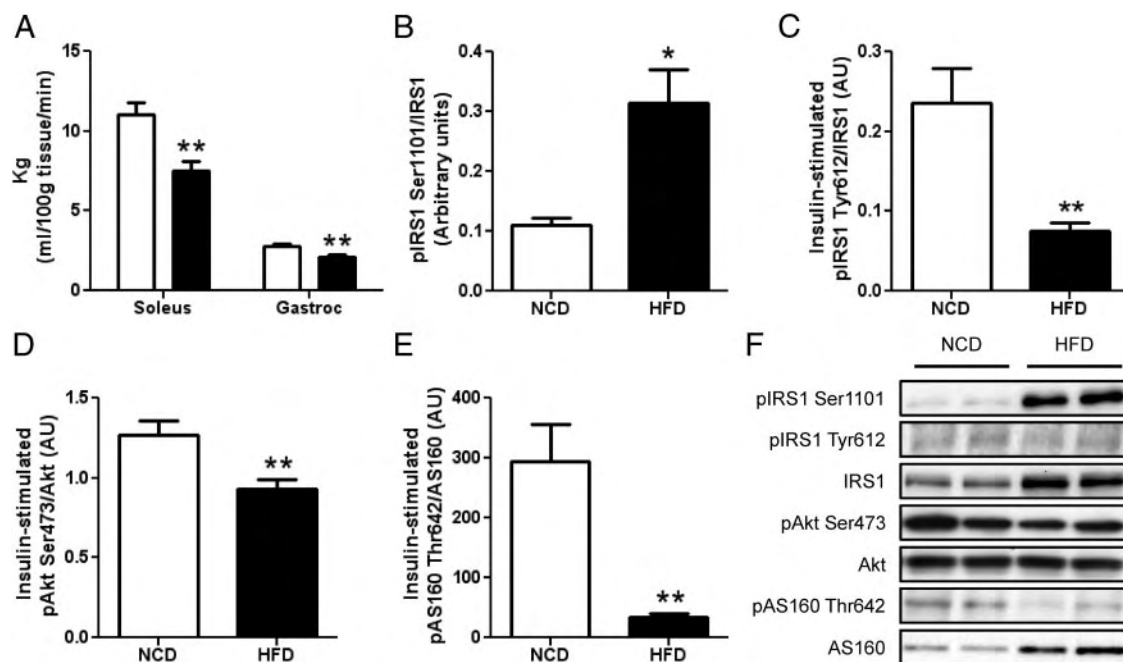 A
Kg
(ml/100g tissue/min)
15
10
5
0
**
**
Soleus
Gastroc
B
pIRS1 Ser1101/IRS1
(Arbitrary units)
0.4
0.3
0.2
0.1
0.0
*
NCD
HFD
C
Insulin-stimulated
pIRS1 Tyr612/IRS1 (AU)
0.3
0.2
0.1
0.0
**
NCD
HFD
D
Insulin-stimulated
pAkt Ser473/Akt (AU)
1.5
1.0
0.5
0.0
**
NCD
HFD
E
Insulin-stimulated
pAS160 Thr642/AS160 (AU)
400
300
200
100
0
**
NCD
HFD
F
NCD
HFD
pIRS1 Ser1101
pIRS1 Tyr612
IRS1
pAkt Ser473
Akt
pAS160 Thr642
AS160